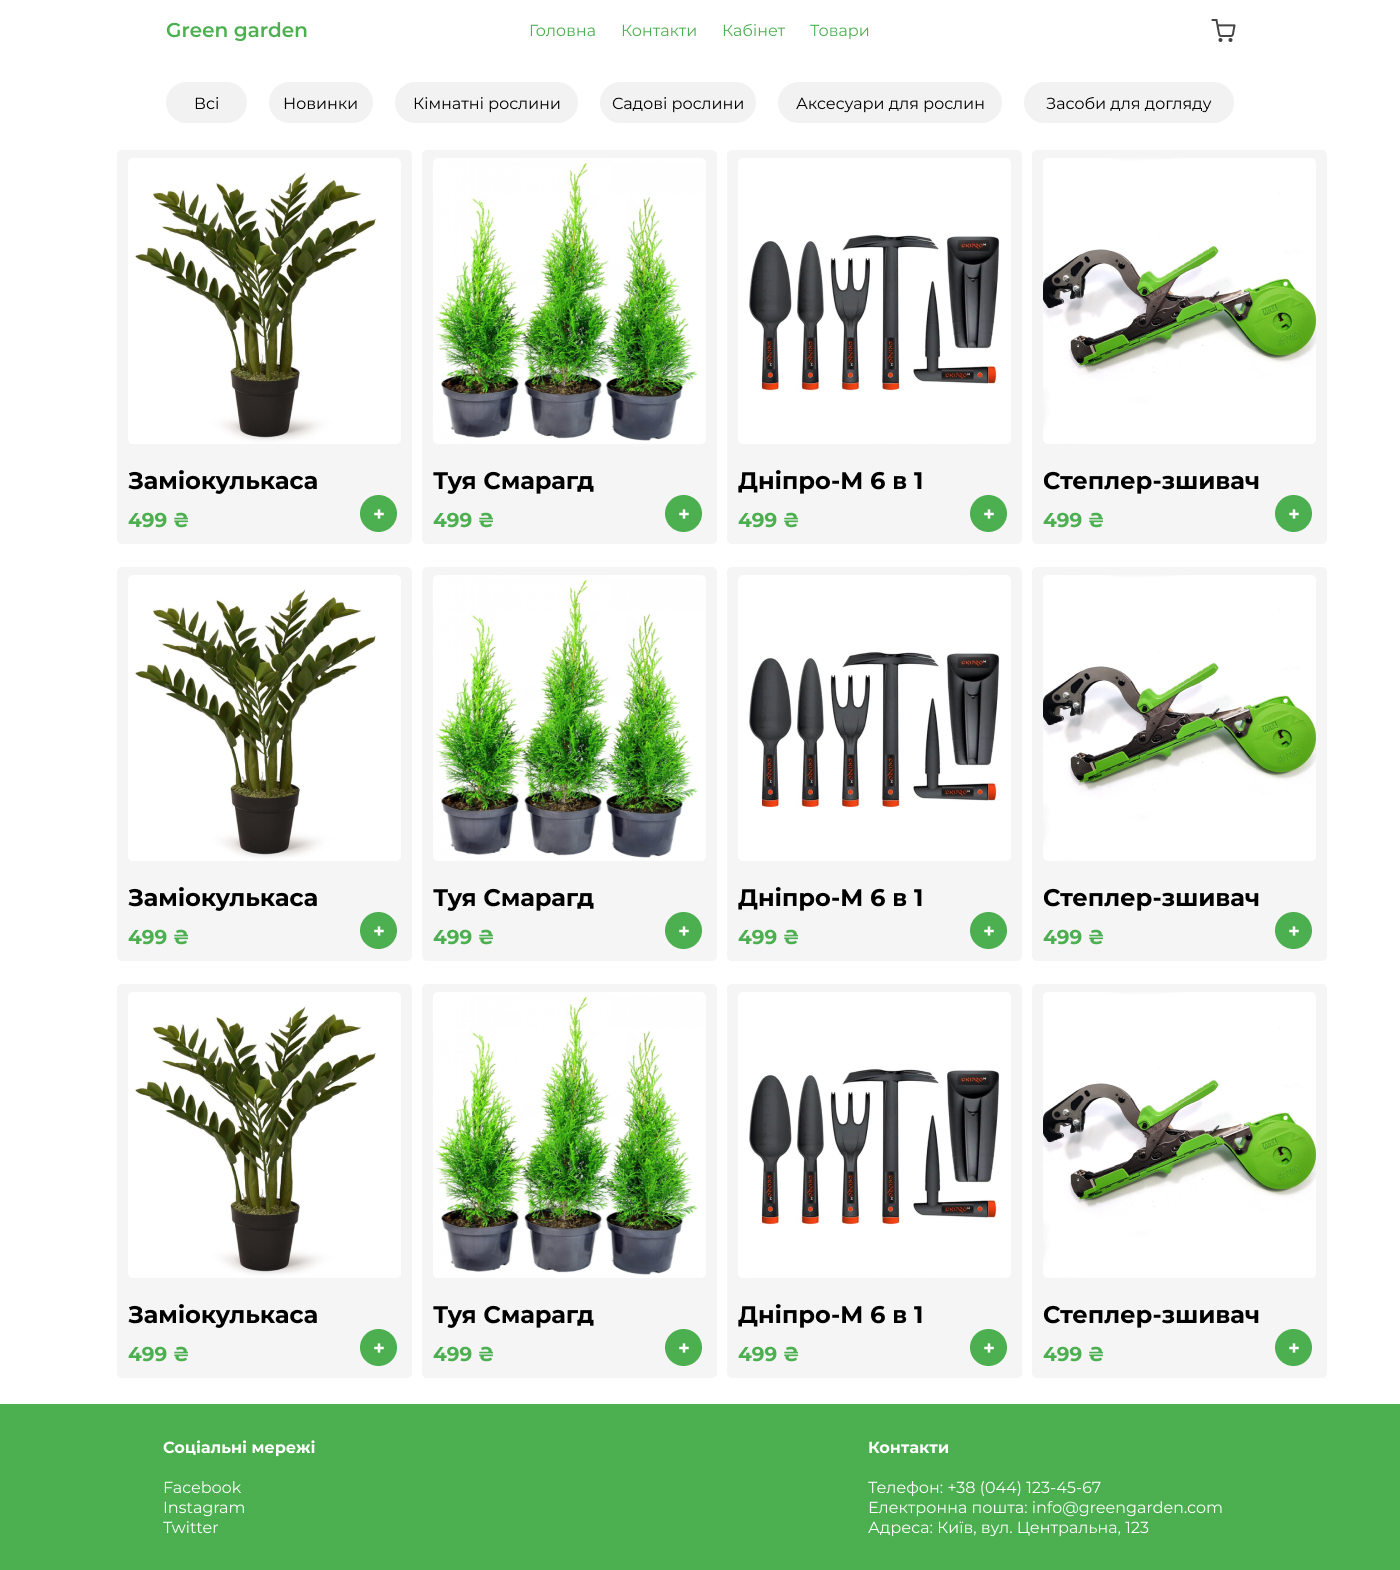 Green garden
Головна Контакти Кабінет Товари
Всі Новинки Кімнатні рослини Садові рослини Аксесуари для рослин Засоби для догляду
Заміокулькаса Туя Смарагд Дніпро-М 6 в 1 Степлер-зшивач
499 ₴ + 499 ₴ + 499 ₴ + 499 ₴ +
Заміокулькаса Туя Смарагд Дніпро-М 6 в 1 Степлер-зшивач
499 ₴ + 499 ₴ + 499 ₴ + 499 ₴ +
Заміокулькаса Туя Смарагд Дніпро-М 6 в 1 Степлер-зшивач
499 ₴ + 499 ₴ + 499 ₴ + 499 ₴ +
Соціальні мережі
Facebook
Instagram
Twitter
Контакти
Телефон: +38 (044) 123-45-67
Електронна пошта: info@greengarden.com
Адреса: Київ, вул. Центральна, 123